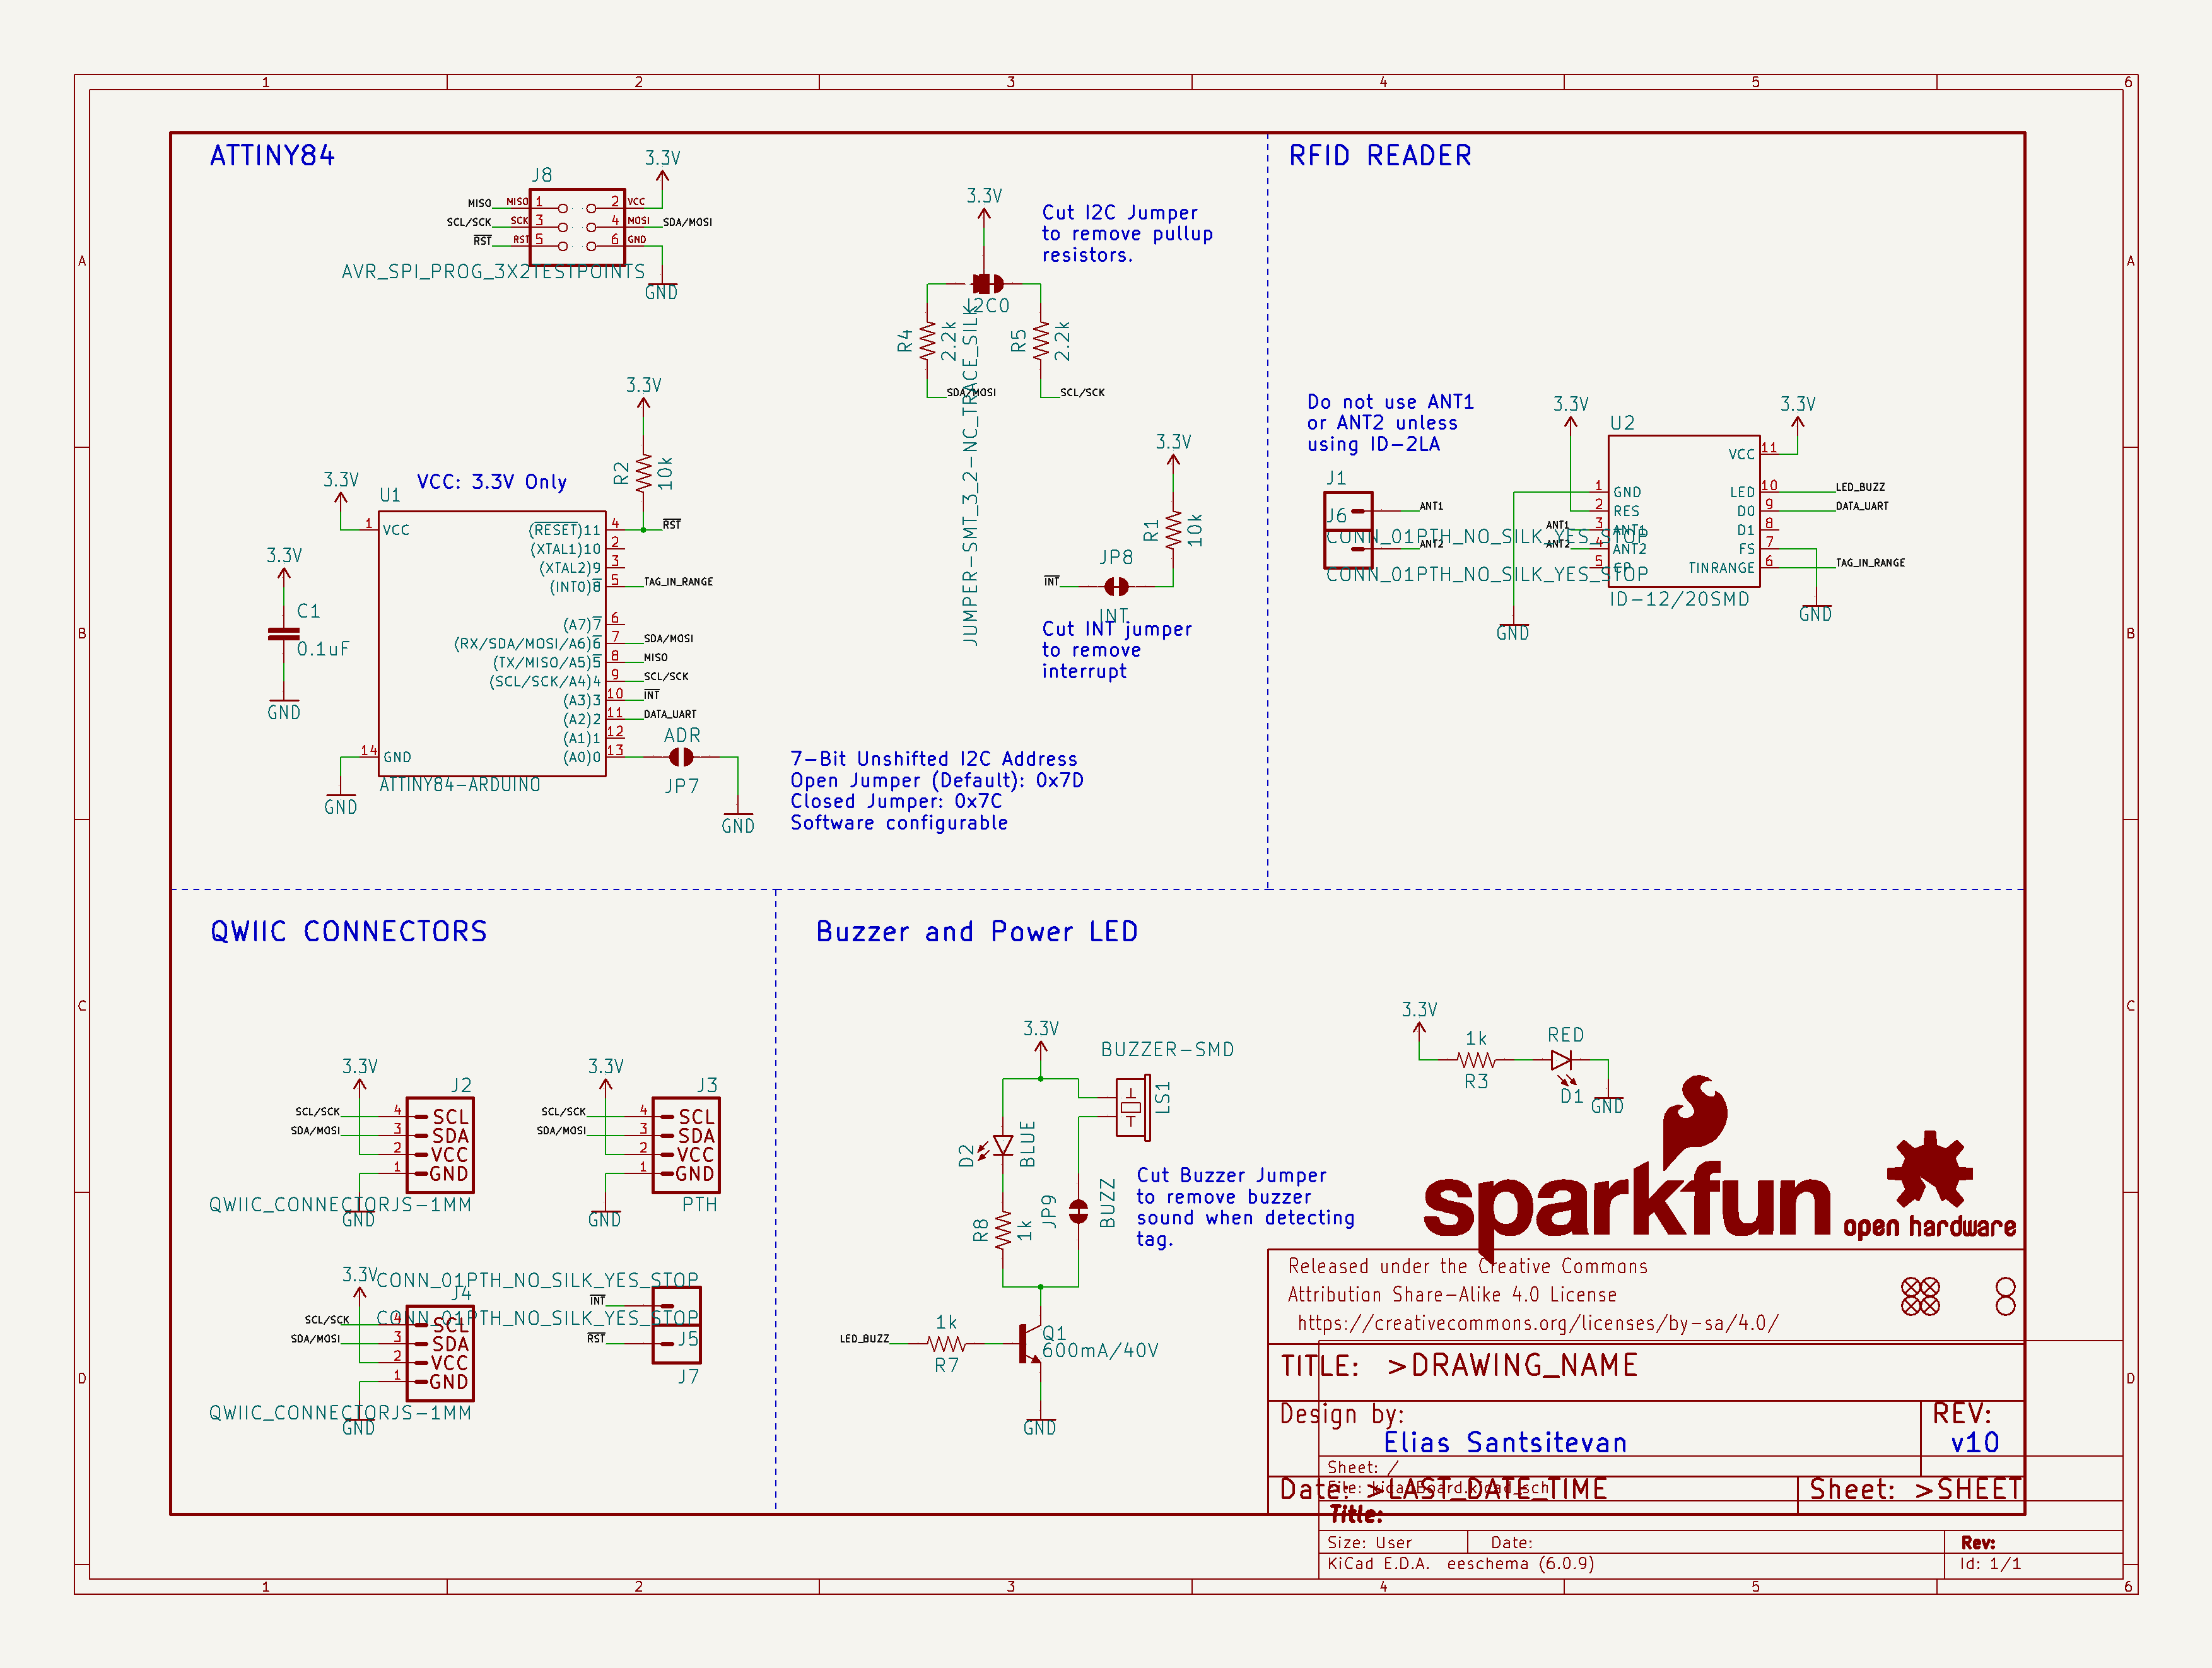 1 2 3 4 5 6
A
B
C
D
A
B
C
D
1 2 3 4 5 6
ATTINY84
J8
3.3V
MISO MISO 1 2 VCC
SCL/SCK SCK 3 4 MOSI SDA/MOSI
RST RST 5 6 GND
AVR_SPI_PROG_3X2TESTPOINTS
GND
3.3V
Cut I2C Jumper
to remove pullup
resistors.
I2C0
JUMPER-SMT_3_2-NC_TRACE_SILK
R4
2.2k
R5
2.2k
SDA/MOSI
SCL/SCK
3.3V
R2
10k
RST
VCC: 3.3V Only
3.3V
U1
1 VCC
14 GND
GND
(RESET)11 4
(XTAL1)10 2
(XTAL2)9 3
(INT0)8 5 TAG_IN_RANGE
(A7)7 6
(RX/SDA/MOSI/A6)6 7 SDA/MOSI
(TX/MISO/A5)5 8 MISO
(SCL/SCK/A4)4 9 SCL/SCK
(A3)3 10 INT
(A2)2 11 DATA_UART
(A1)1 12
(A0)0 13
ATTINY84-ARDUINO
3.3V
C1
0.1uF
GND
ADR
JP7
GND
3.3V
R1
10k
JP8
INT
INT
Cut INT jumper
to remove
interrupt
7-Bit Unshifted I2C Address
Open Jumper (Default): 0x7D
Closed Jumper: 0x7C
Software configurable
RFID READER
Do not use ANT1
or ANT2 unless
using ID-2LA
J1
ANT1
J6
CONN_01PTH_NO_SILK_YES_STOP
ANT2
CONN_01PTH_NO_SILK_YES_STOP
3.3V
3.3V
U2
VCC 11
1 GND
2 RES
ANT1 3 ANT1
ANT2 4 ANT2
5 CP
LED 10 LED_BUZZ
D0 9 DATA_UART
D1 8
FS 7
TINRANGE 6 TAG_IN_RANGE
ID-12/20SMD
GND
GND
QWIIC CONNECTORS
3.3V
J2
SCL/SCK 4 SCL
SDA/MOSI 3 SDA
2 VCC
1 GND
QWIIC_CONNECTORJS-1MM
GND
3.3V
J3
SCL/SCK 4 SCL
SDA/MOSI 3 SDA
2 VCC
1 GND
PTH
GND
3.3V
J4
SCL/SCK 4 SCL
SDA/MOSI 3 SDA
2 VCC
1 GND
QWIIC_CONNECTORJS-1MM
GND
CONN_01PTH_NO_SILK_YES_STOP
INT
CONN_01PTH_NO_SILK_YES_STOP
RST
J5
J7
Buzzer and Power LED
3.3V
BUZZER-SMD
LS1
D2
BLUE
R8
1k
JP9
BUZZ
Cut Buzzer Jumper
to remove buzzer
sound when detecting
tag.
LED_BUZZ
1k
R7
Q1
600mA/40V
GND
3.3V
1k
R3
RED
D1
GND
sparkfun
open hardware
Released under the Creative Commons
Attribution Share-Alike 4.0 License
https://creativecommons.org/licenses/by-sa/4.0/
TITLE: >DRAWING_NAME
Design by:
Elias Santsitevan
REV:
v10
Date: >LAST_DATE_TIME
Sheet: >SHEET
Sheet: /
File: kicadBoard.kicad_sch
Title:
Size: User Date: Rev:
KiCad E.D.A. eeschema (6.0.9) Id: 1/1